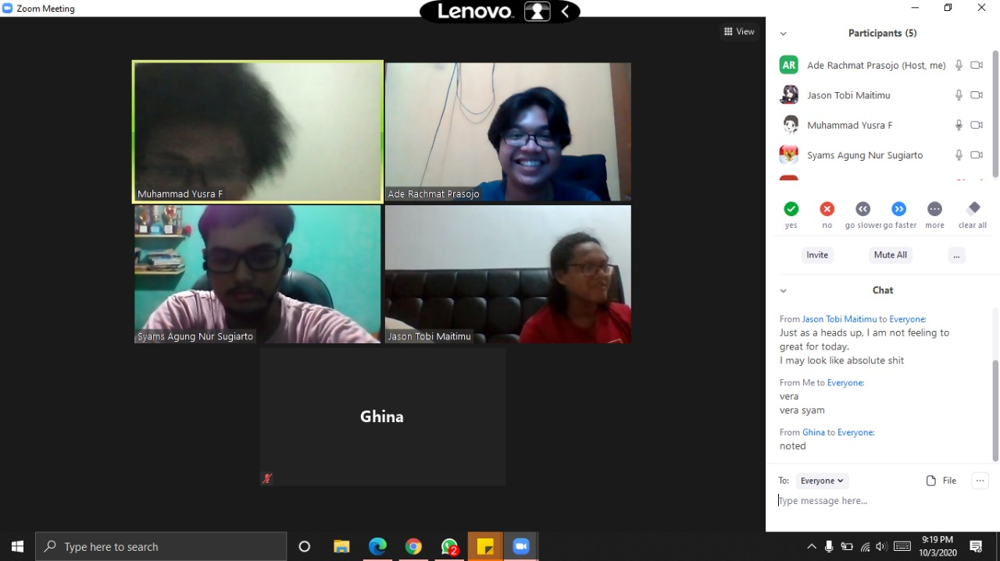 Zoom Meeting
Lenovo
View
Muhammad Yusra F
Ade Rachmat Prasojo
Syams Agung Nur Sugiarto
Jason Tobi Maitimu
Ghina
Participants (5)
AR
Ade Rachmat Prasojo (Host, me)
Jason Tobi Maitimu
Muhammad Yusra F
Syams Agung Nur Sugiarto
yes
no
go slower
go faster
more
clear all
Invite
Mute All
...
Chat
From Jason Tobi Maitimu to Everyone:
Just as a heads up, I am not feeling to
great for today.
I may look like absolute shit
From Me to Everyone:
vera
vera syam
From Ghina to Everyone:
noted
To:
Everyone
File
...
Type message here...
Type here to search
2
9:19 PM
10/3/2020